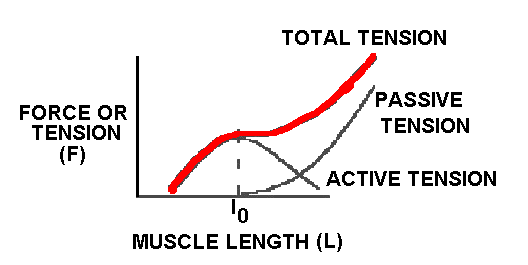 TOTAL TENSION
FORCE OR
TENSION
(F)
PASSIVE
TENSION
ACTIVE TENSION
l0
MUSCLE LENGTH (L)